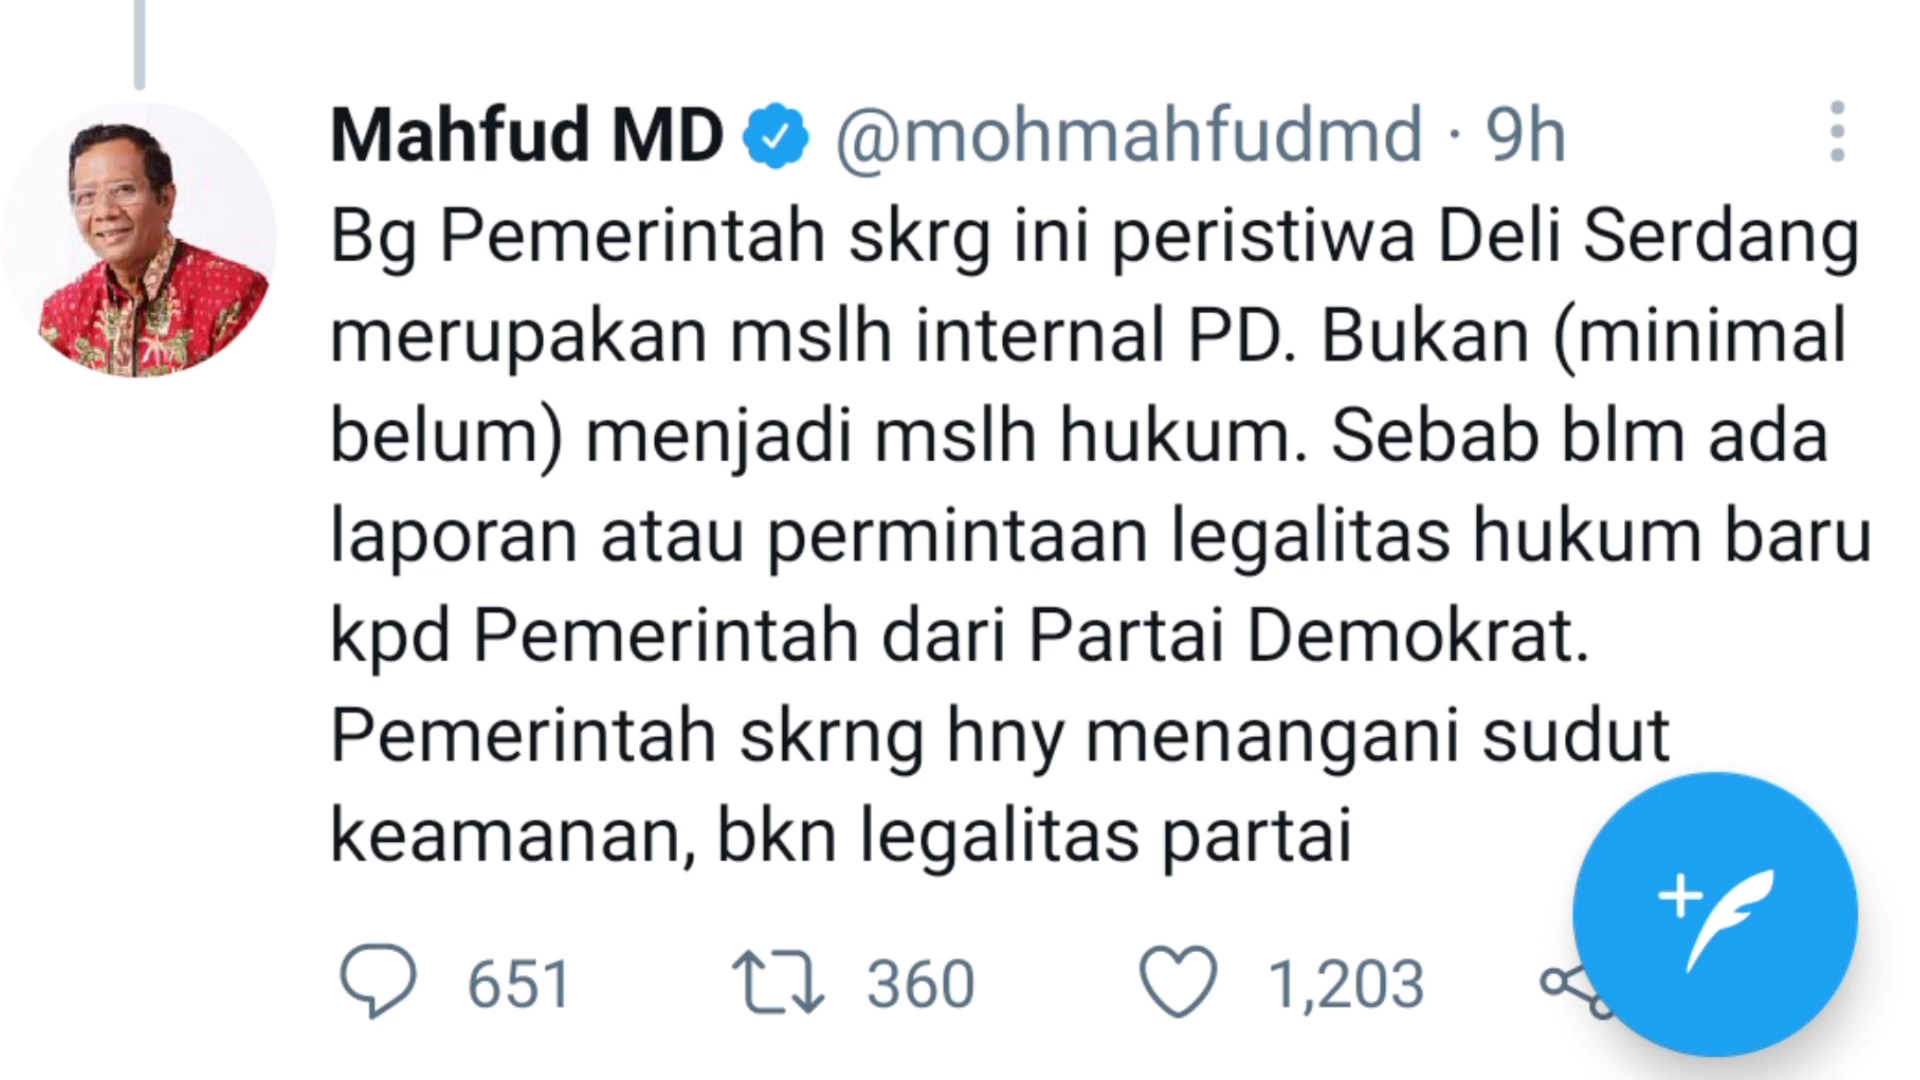 Mahfud MD @mohmahfudmd · 9h
Bg Pemerintah skrg ini peristiwa Deli Serdang
merupakan mslh internal PD. Bukan (minimal
belum) menjadi mslh hukum. Sebab blm ada
laporan atau permintaan legalitas hukum baru
kpd Pemerintah dari Partai Demokrat.
Pemerintah skrng hny menangani sudut
keamanan, bkn legalitas partai
651 360 1,203